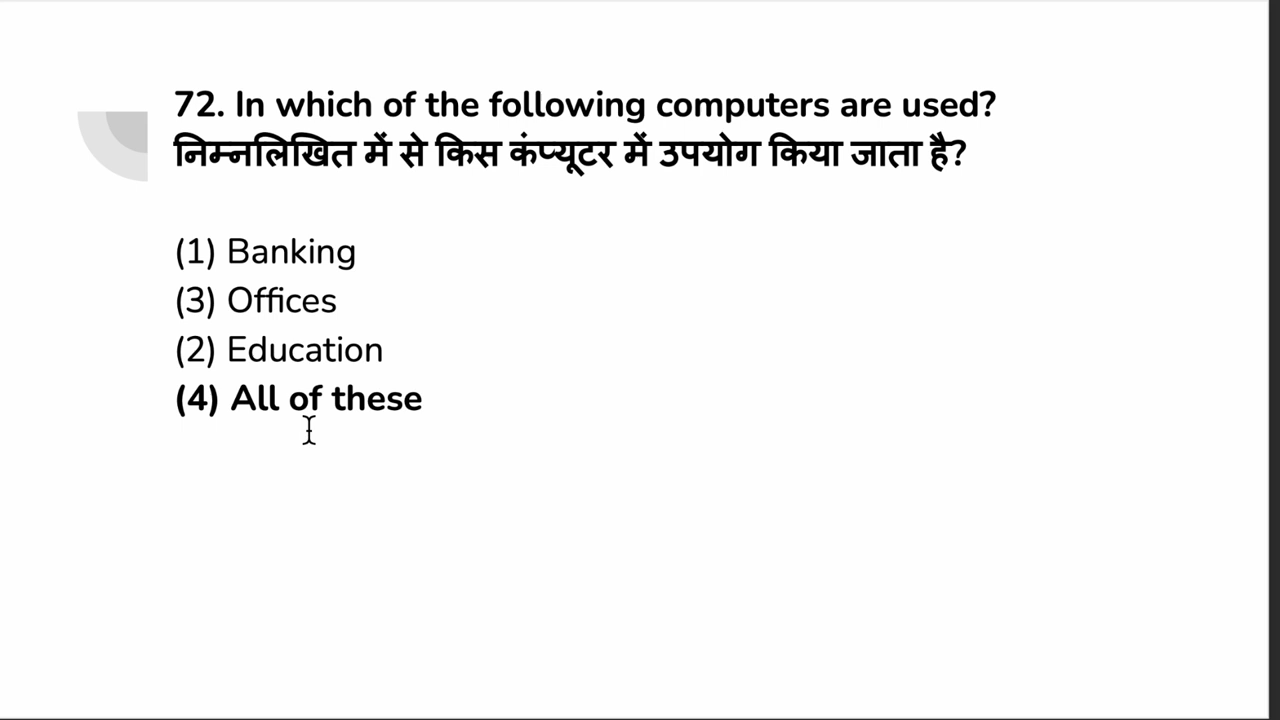 72. In which of the following computers are used?
निम्नलिखित में से किस कंप्यूटर में उपयोग किया जाता है?
(1) Banking
(3) Offices
(2) Education
(4) All of these